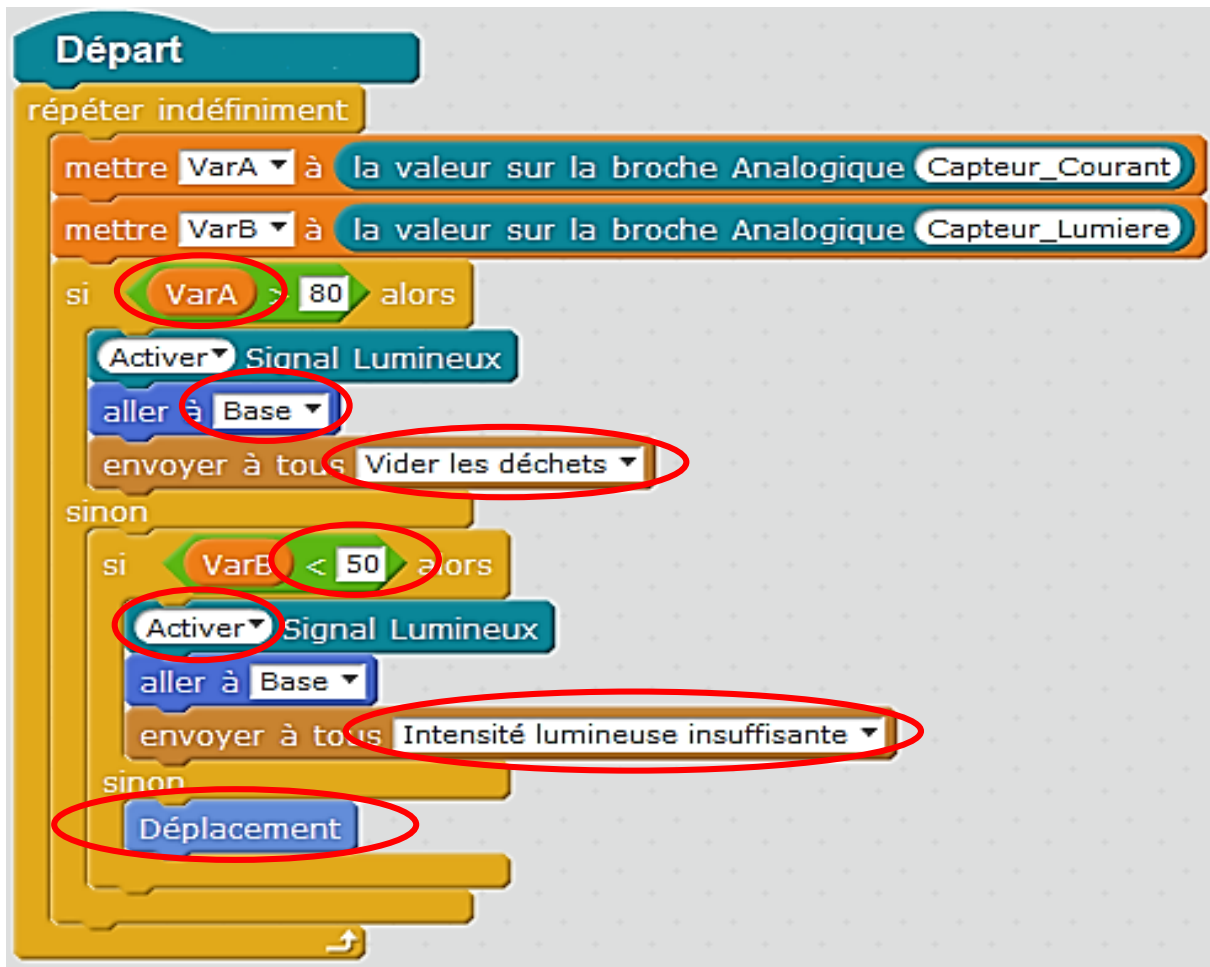 Départ
répéter indéfiniment
mettre VarA à la valeur sur la broche Analogique Capteur_Courant
mettre VarB à la valeur sur la broche Analogique Capteur_Lumiere
si VarA > 80 alors
Activer Signal Lumineux
aller à Base
envoyer à tous Vider les déchets
sinon
si VarB < 50 alors
Activer Signal Lumineux
aller à Base
envoyer à tous Intensité lumineuse insuffisante
sinon
Déplacement